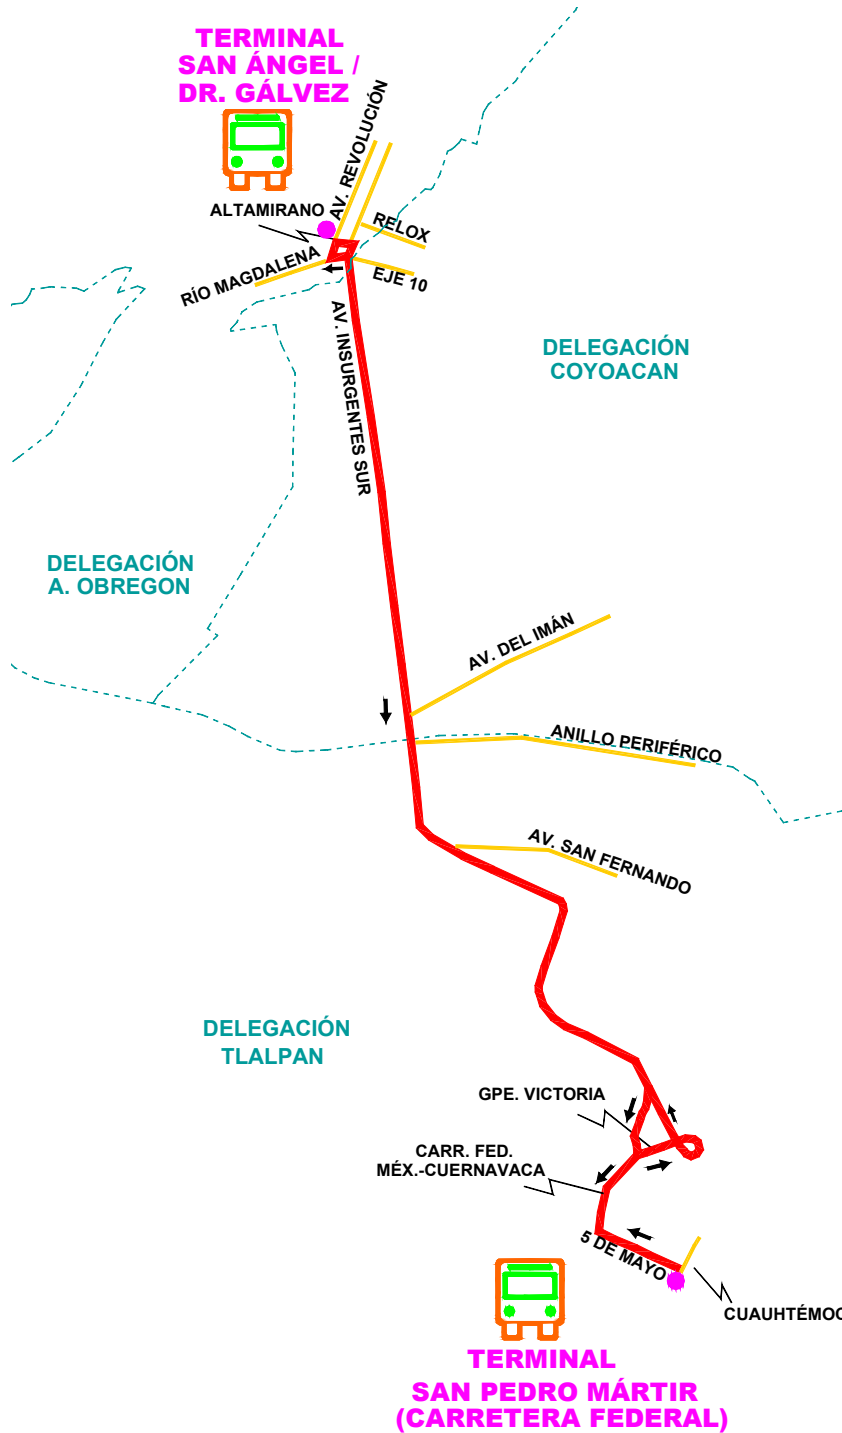 TERMINAL
SAN ÁNGEL /
DR. GÁLVEZ
AV. REVOLUCIÓN
ALTAMIRANO
RELOX
RÍO MAGDALENA
EJE 10
AV. INSURGENTES SUR
DELEGACIÓN
COYOACAN
DELEGACIÓN
A. OBREGON
AV. DEL IMÁN
ANILLO PERIFÉRICO
AV. SAN FERNANDO
DELEGACIÓN
TLALPAN
GPE. VICTORIA
CARR. FED.
MÉX.-CUERNAVACA
5 DE MAYO
CUAUHTÉMOC
TERMINAL
SAN PEDRO MÁRTIR
(CARRETERA FEDERAL)